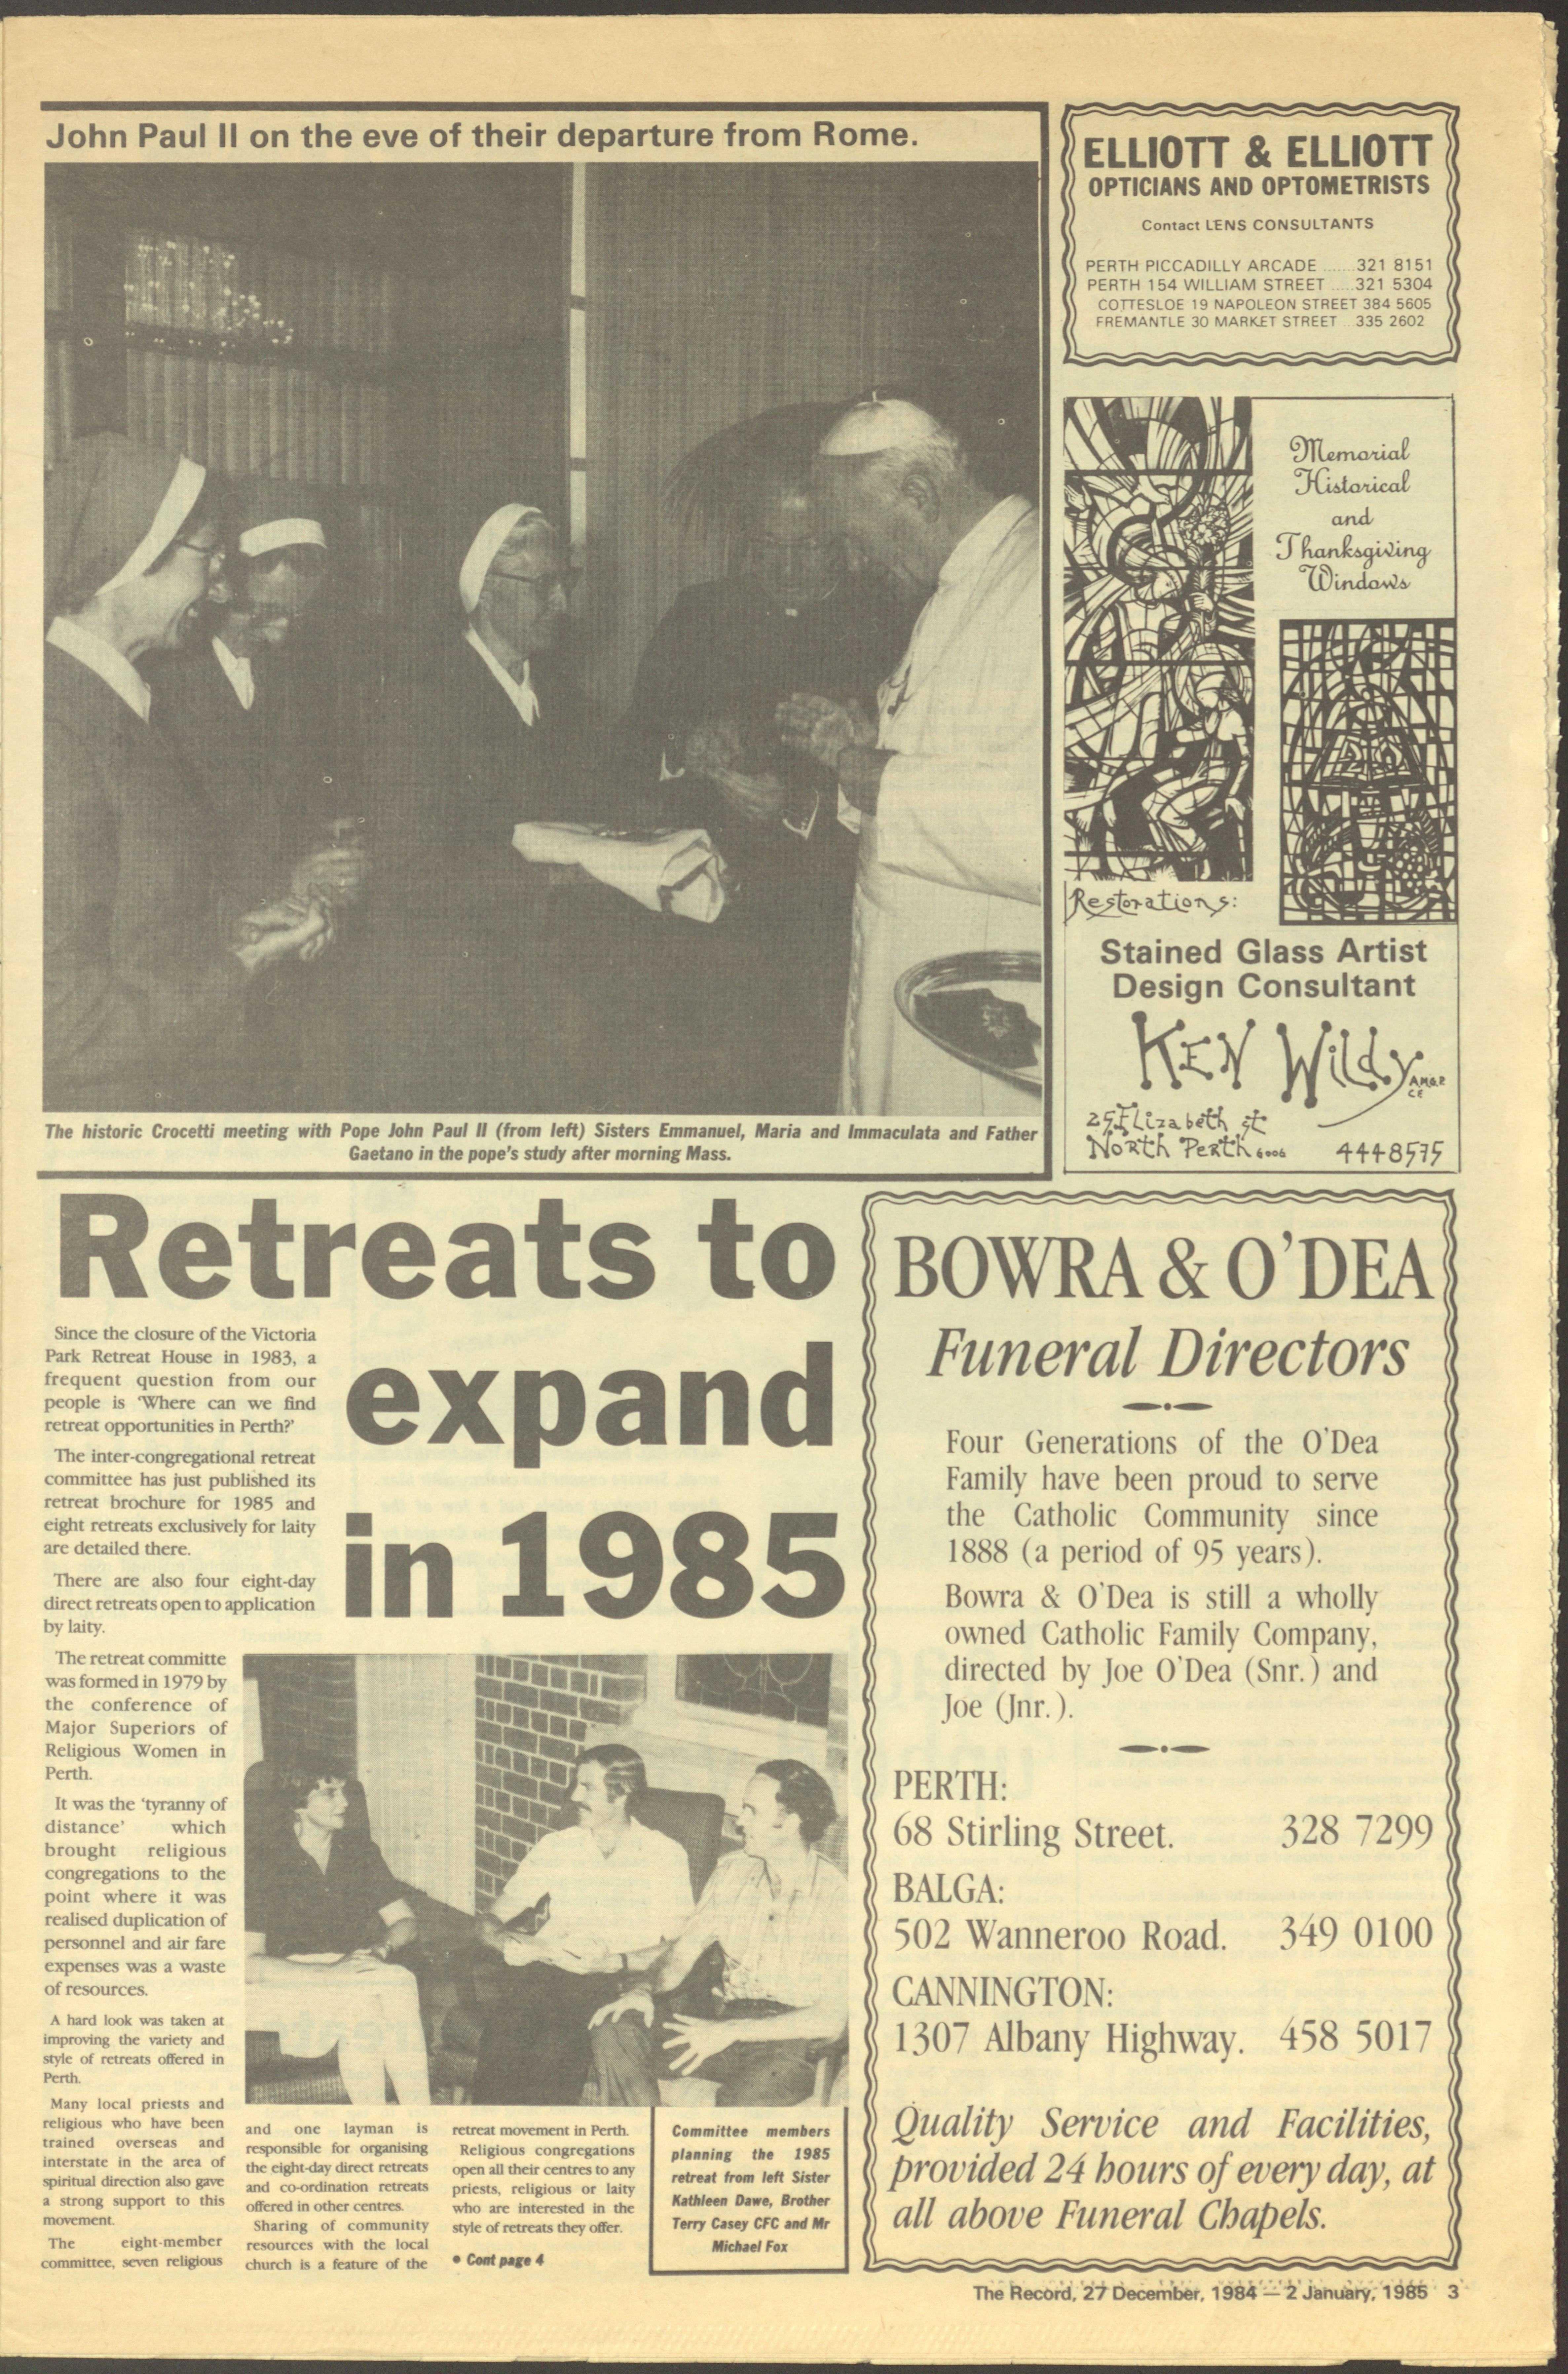 John Paul II on the eve of their departure from Rome.
The historic Crocetti meeting with Pope John Paul II (from left) Sisters Emmanuel, Maria and Immaculata and Father
Gaetano in the pope's study after morning Mass.
ELLIOTT & ELLIOTT
OPTICIANS AND OPTOMETRISTS
Contact LENS CONSULTANTS
PERTH PICCADILLY ARCADE .......321 8151
PERTH 154 WILLIAM STREET .....321 5304
COTTESLOE 19 NAPOLEON STREET 384 5605
FREMANTLE 30 MARKET STREET ..335 2602
Memorial
Historical
and
Thanksgiving
Windows
Restorations:
Stained Glass Artist
Design Consultant
KEN Wildy
25 Elizabeth st
North Perth 6006 4448575
Retreats to
expand
in 1985
Since the closure of the Victoria
Park Retreat House in 1983, a
frequent question from our
people is 'Where can we find
retreat opportunities in Perth?'
The inter-congregational retreat
committee has just published its
retreat brochure for 1985 and
eight retreats exclusively for laity
are detailed there.
There are also four eight-day
direct retreats open to application
by laity.
The retreat committe
was formed in 1979 by
the conference of
Major Superiors of
Religious Women in
Perth.
It was the 'tyranny of
distance' which
brought religious
congregations to the
point where it was
realised duplication of
personnel and air fare
expenses was a waste
of resources.
A hard look was taken at
improving the variety and
style of retreats offered in
Perth.
Many local priests and
religious who have been
trained overseas and
interstate in the area of
spiritual direction also gave
a strong support to this
movement.
The eight-member
committee, seven religious
and one layman is
responsible for organising
the eight-day direct retreats
and co-ordination retreats
offered in other centres.
Sharing of community
resources with the local
church is a feature of the
retreat movement in Perth.
Religious congregations
open all their centres to any
priests, religious or laity
who are interested in the
style of retreats they offer.
● Cont page 4
Committee members
planning the 1985
retreat from left Sister
Kathleen Dawe, Brother
Terry Casey CFC and Mr
Michael Fox
BOWRA & O'DEA
Funeral Directors
Four Generations of the O'Dea
Family have been proud to serve
the Catholic Community since
1888 (a period of 95 years).
Bowra & O'Dea is still a wholly
owned Catholic Family Company,
directed by Joe O'Dea (Snr.) and
Joe (Jnr.).
PERTH:
68 Stirling Street. 328 7299
BALGA:
502 Wanneroo Road. 349 0100
CANNINGTON:
1307 Albany Highway. 458 5017
Quality Service and Facilities,
provided 24 hours of every day, at
all above Funeral Chapels.
The Record, 27 December, 1984 — 2 January, 1985 3